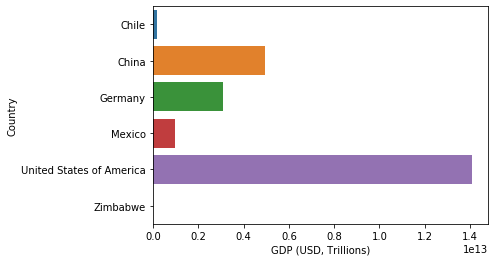 Chile
China
Germany
Mexico
United States of America
Zimbabwe
Country
0.0 0.2 0.4 0.6 0.8 1.0 1.2 1.4
1e13
GDP (USD, Trillions)